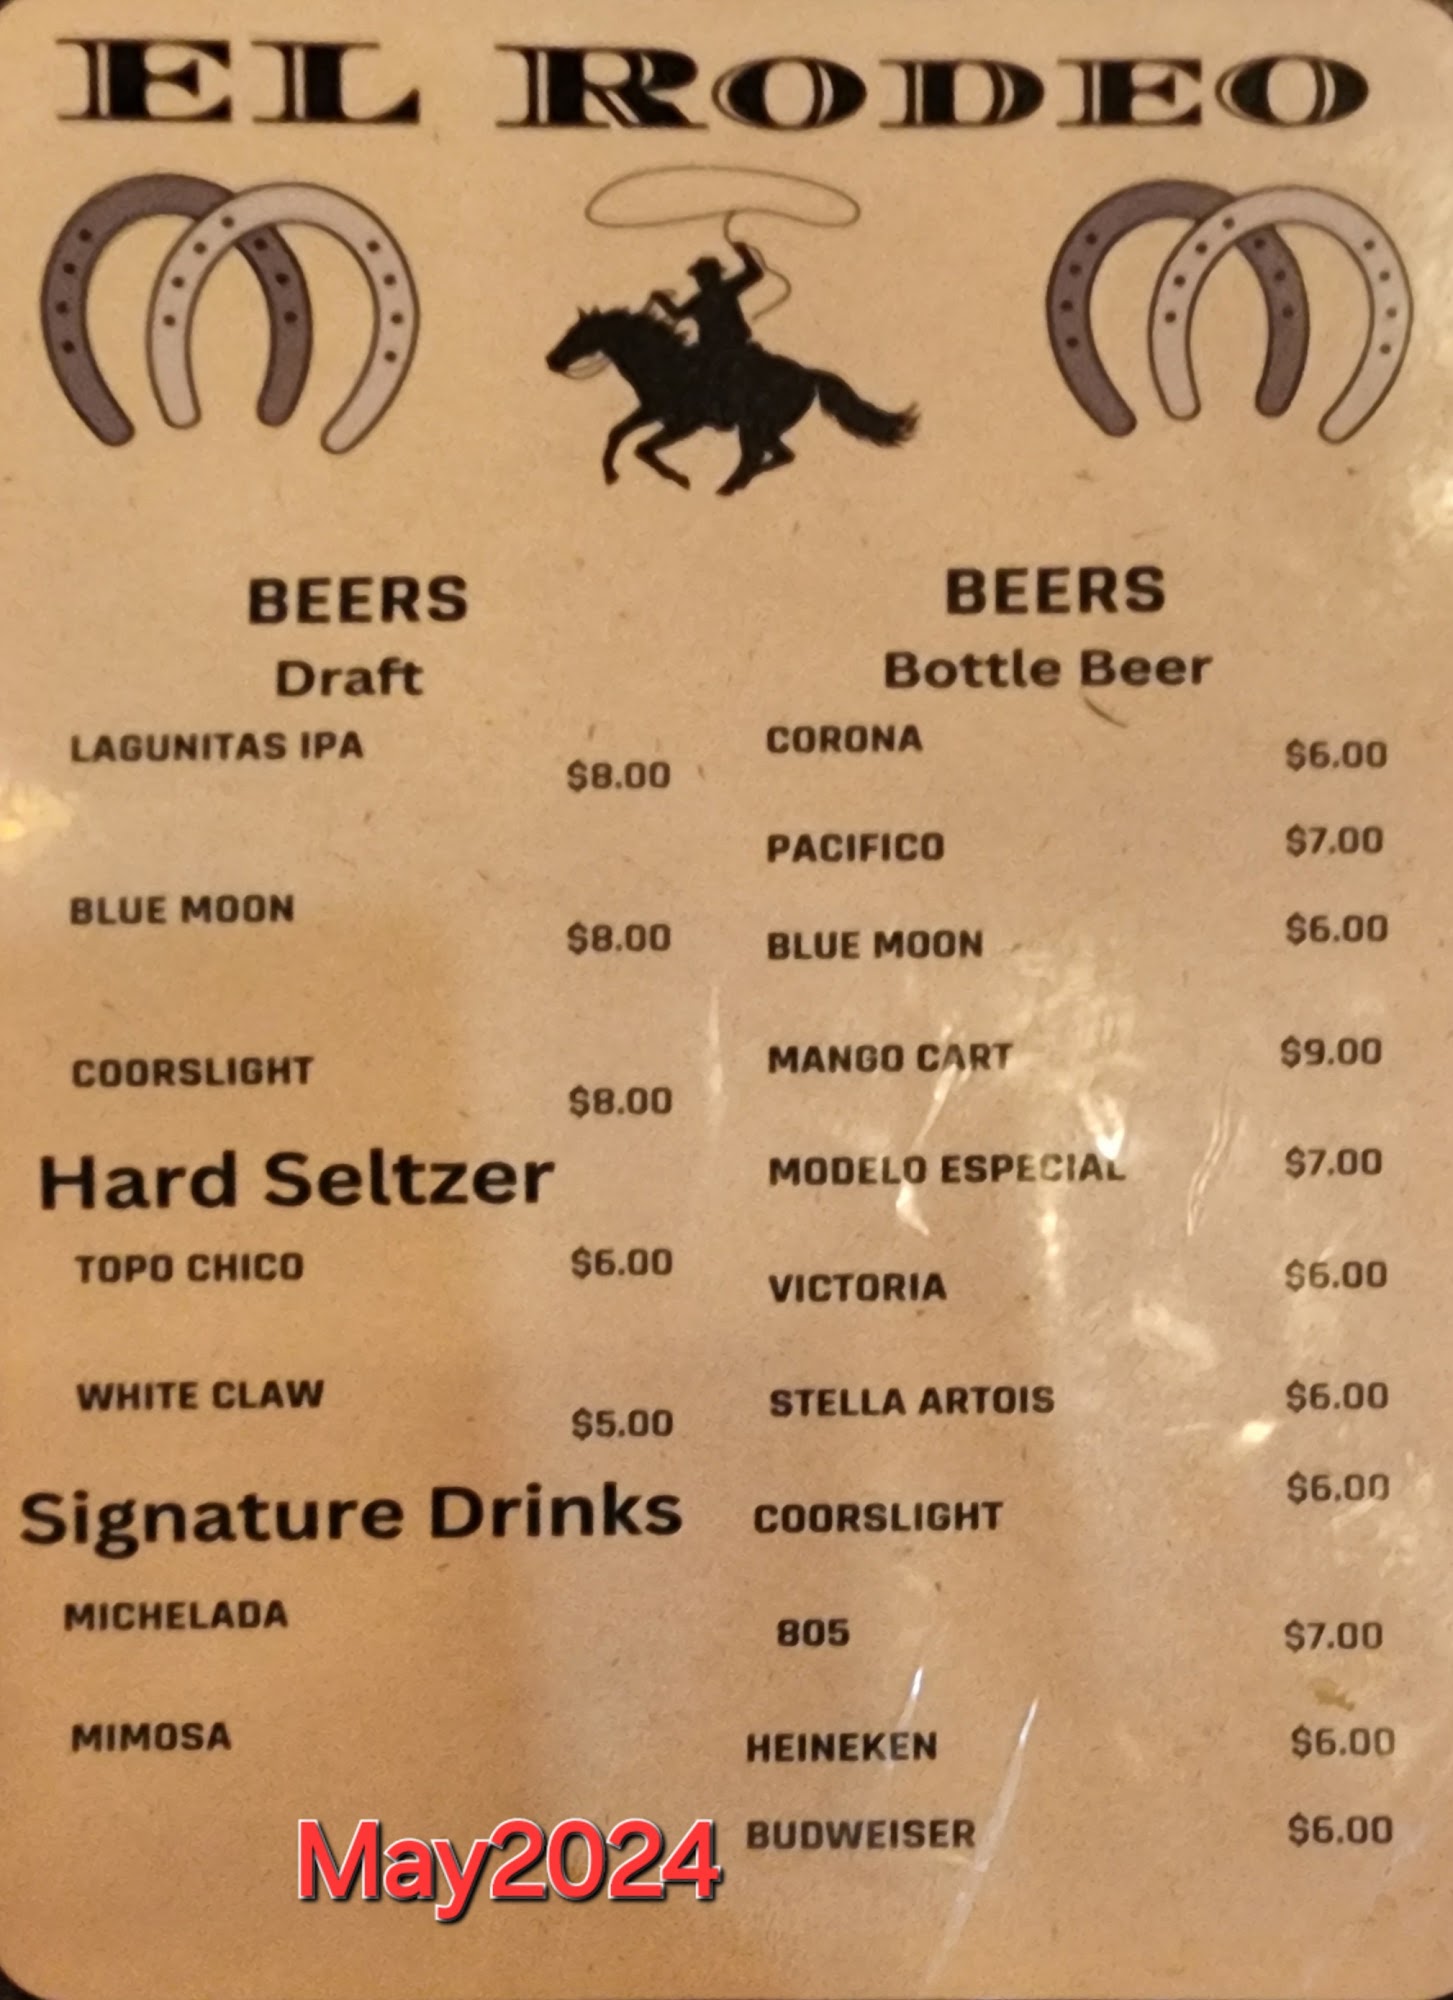 EL RODEO
BEERS
Draft
LAGUNITAS IPA $8.00
BLUE MOON $8.00
COORSLIGHT $8.00
Hard Seltzer
TOPO CHICO $6.00
WHITE CLAW $5.00
Signature Drinks
MICHELADA
MIMOSA
BEERS
Bottle Beer
CORONA $6.00
PACIFICO $7.00
BLUE MOON $6.00
MANGO CART $9.00
MODELO ESPECIAL $7.00
VICTORIA $6.00
STELLA ARTOIS $6.00
COORSLIGHT $6.00
805 $7.00
HEINEKEN $6.00
BUDWEISER $6.00
May2024